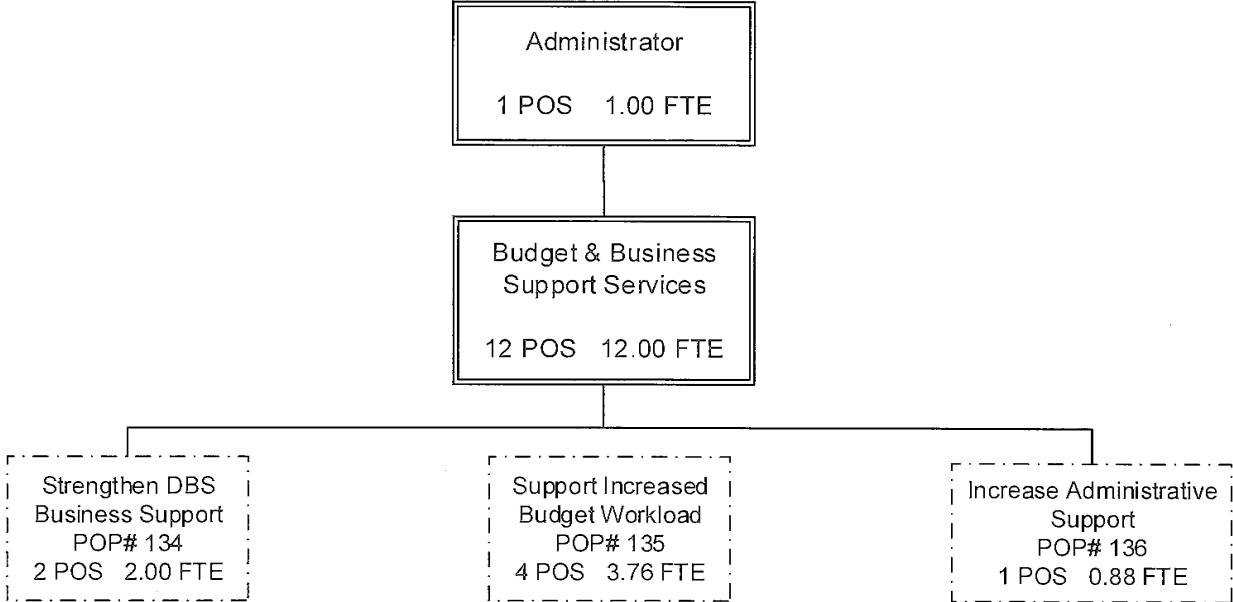 Administrator
1 POS 1.00 FTE
Budget & Business
Support Services
12 POS 12.00 FTE
Strengthen DBS
Business Support
POP# 134
2 POS 2.00 FTE
Support Increased
Budget Workload
POP# 135
4 POS 3.76 FTE
Increase Administrative
Support
POP# 136
1 POS 0.88 FTE